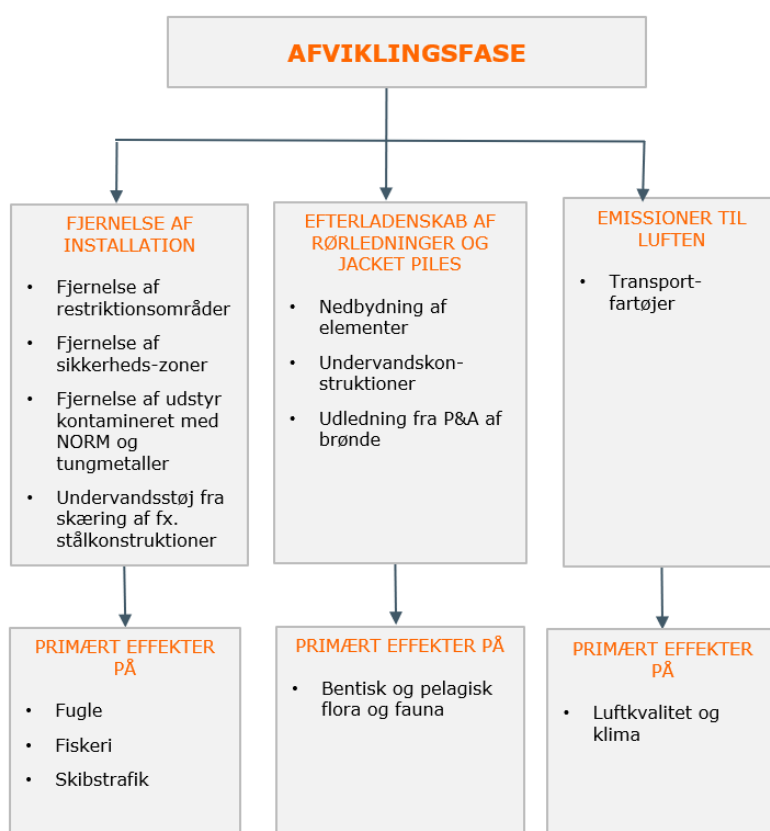 AFVIKLINGSFASE
FJERNELSE AF
INSTALLATION
• Fjernelse af
restriktionsområder
• Fjernelse af
sikkerheds-zoner
• Fjernelse af udstyr
kontamineret med
NORM og
tungmetaller
• Undervandsstøj fra
skæring af fx.
stålkonstruktioner
EFTERLADENSKAB AF
RØRLEDNINGER OG
JACKET PILES
• Nedbydning af
elementer
• Undervandskon-
struktioner
• Udledning fra P&A af
brønde
EMISSIONER TIL
LUFTEN
• Transport-
fartøjer
PRIMÆRT EFFEKTER
PÅ
• Fugle
• Fiskeri
• Skibstrafik
PRIMÆRT EFFEKTER PÅ
• Bentisk og pelagisk
flora og fauna
PRIMÆRT EFFEKTER
PÅ
• Luftkvalitet og
klima